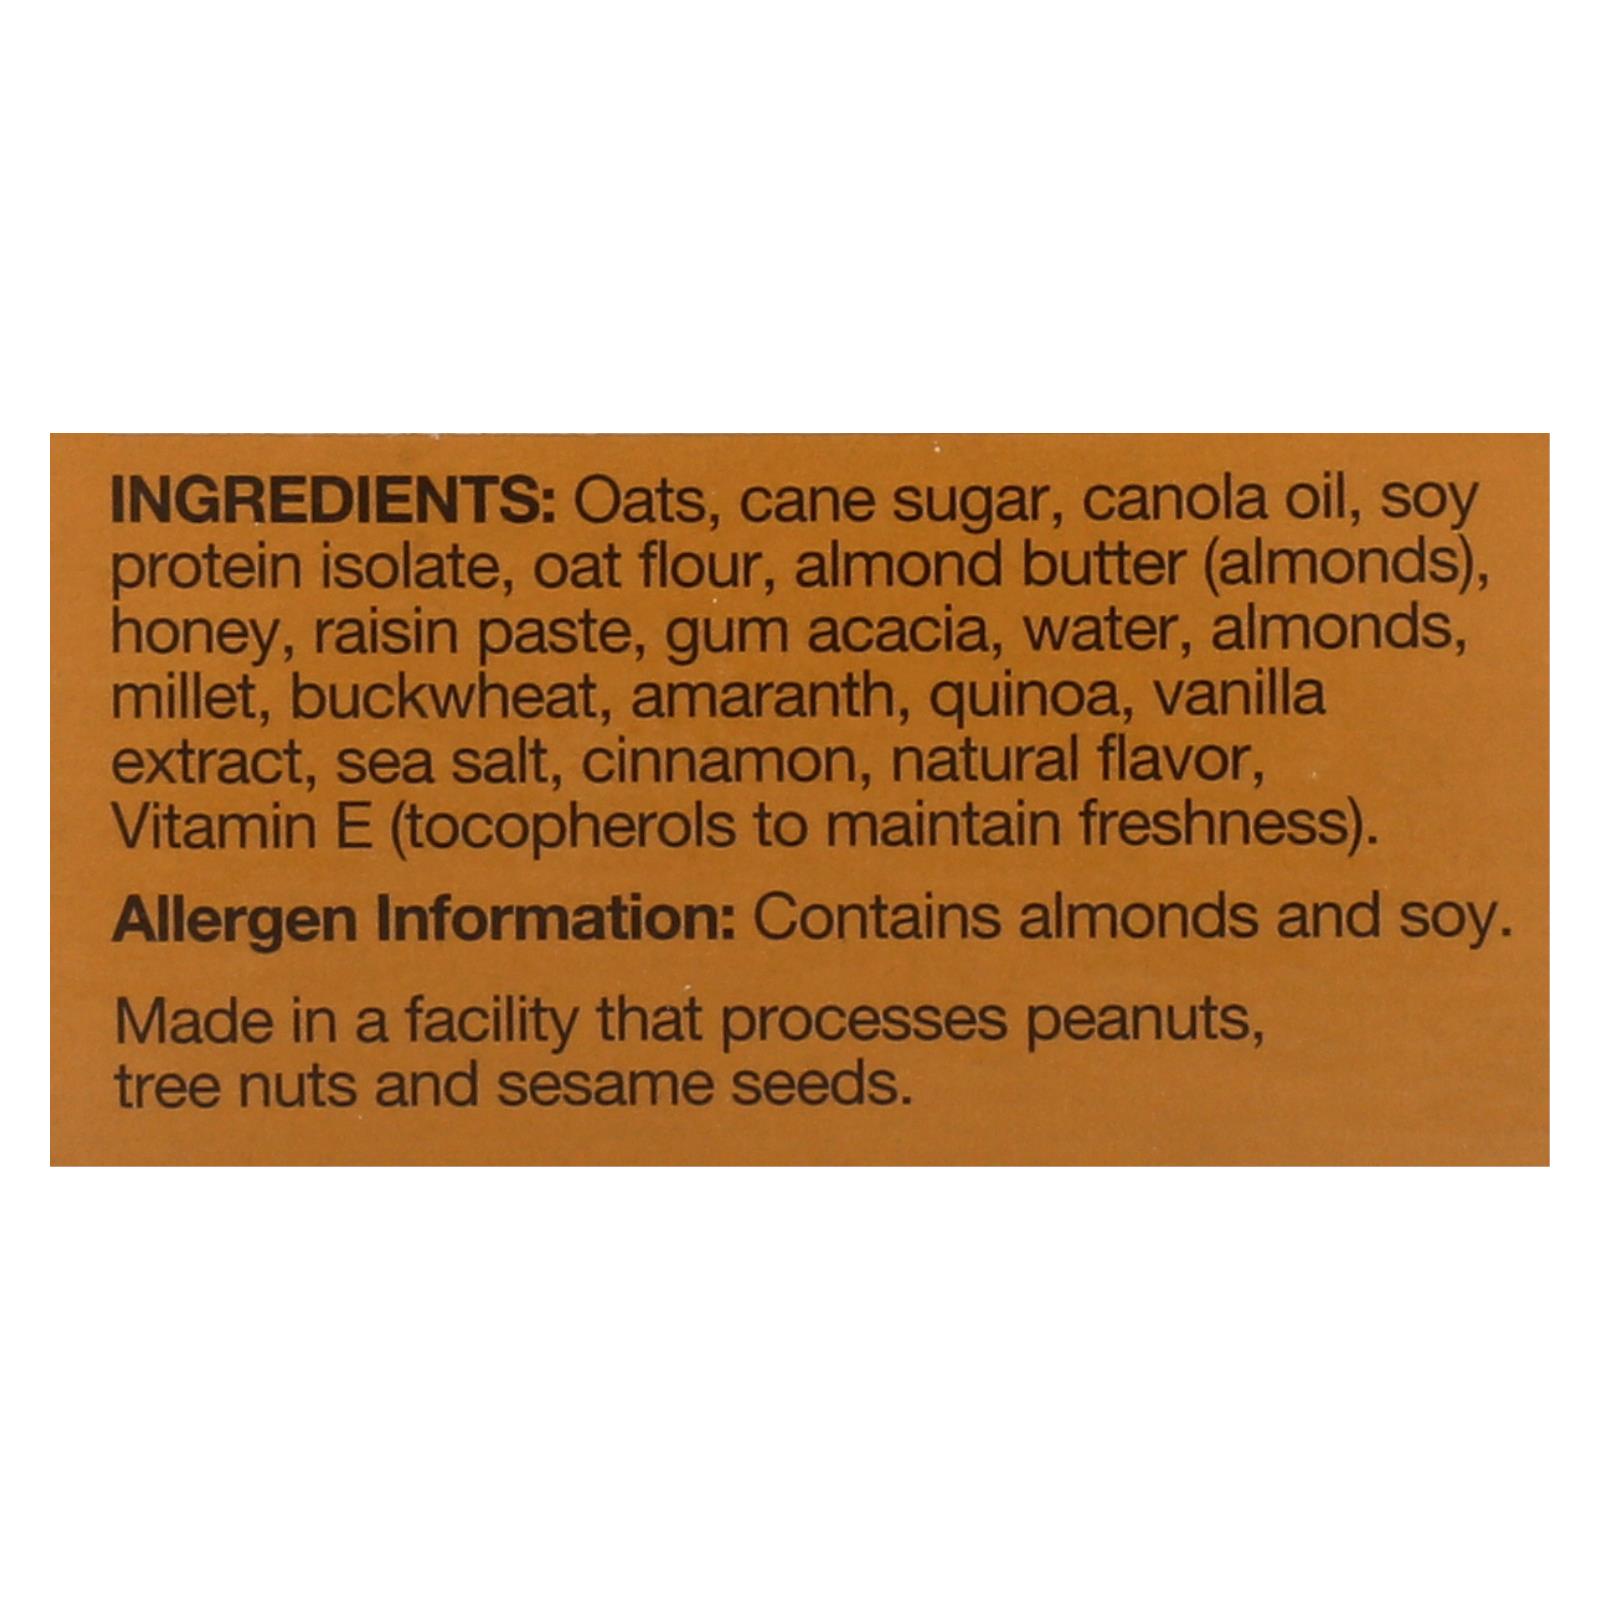 INGREDIENTS: Oats, cane sugar, canola oil, soy
protein isolate, oat flour, almond butter (almonds),
honey, raisin paste, gum acacia, water, almonds,
millet, buckwheat, amaranth, quinoa, vanilla
extract, sea salt, cinnamon, natural flavor,
Vitamin E (tocopherols to maintain freshness).
Allergen Information: Contains almonds and soy.
Made in a facility that processes peanuts,
tree nuts and sesame seeds.